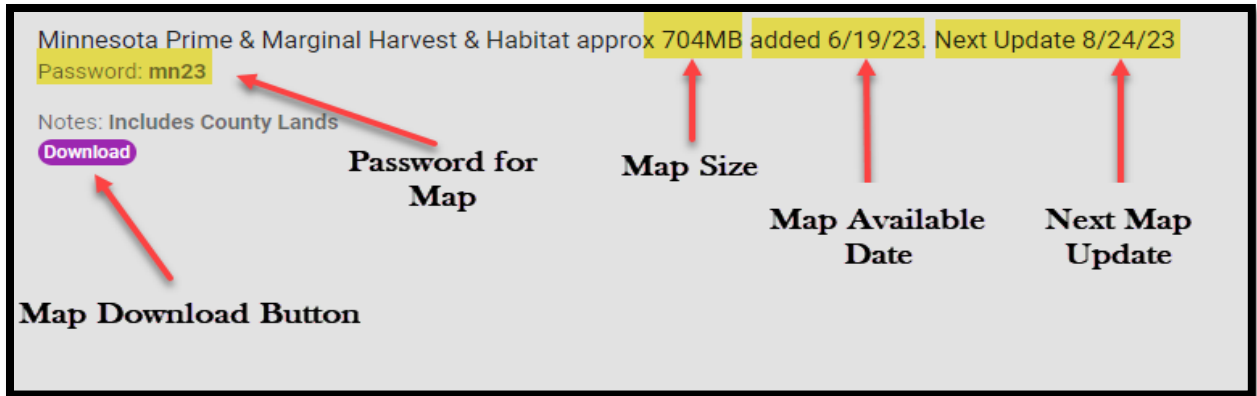 Minnesota Prime & Marginal Harvest & Habitat approx 704MB added 6/19/23. Next Update 8/24/23
Password: mn23
Notes: Includes County Lands
Download
Password for
Map
Map Size
Map Available
Date
Next Map
Update
Map Download Button